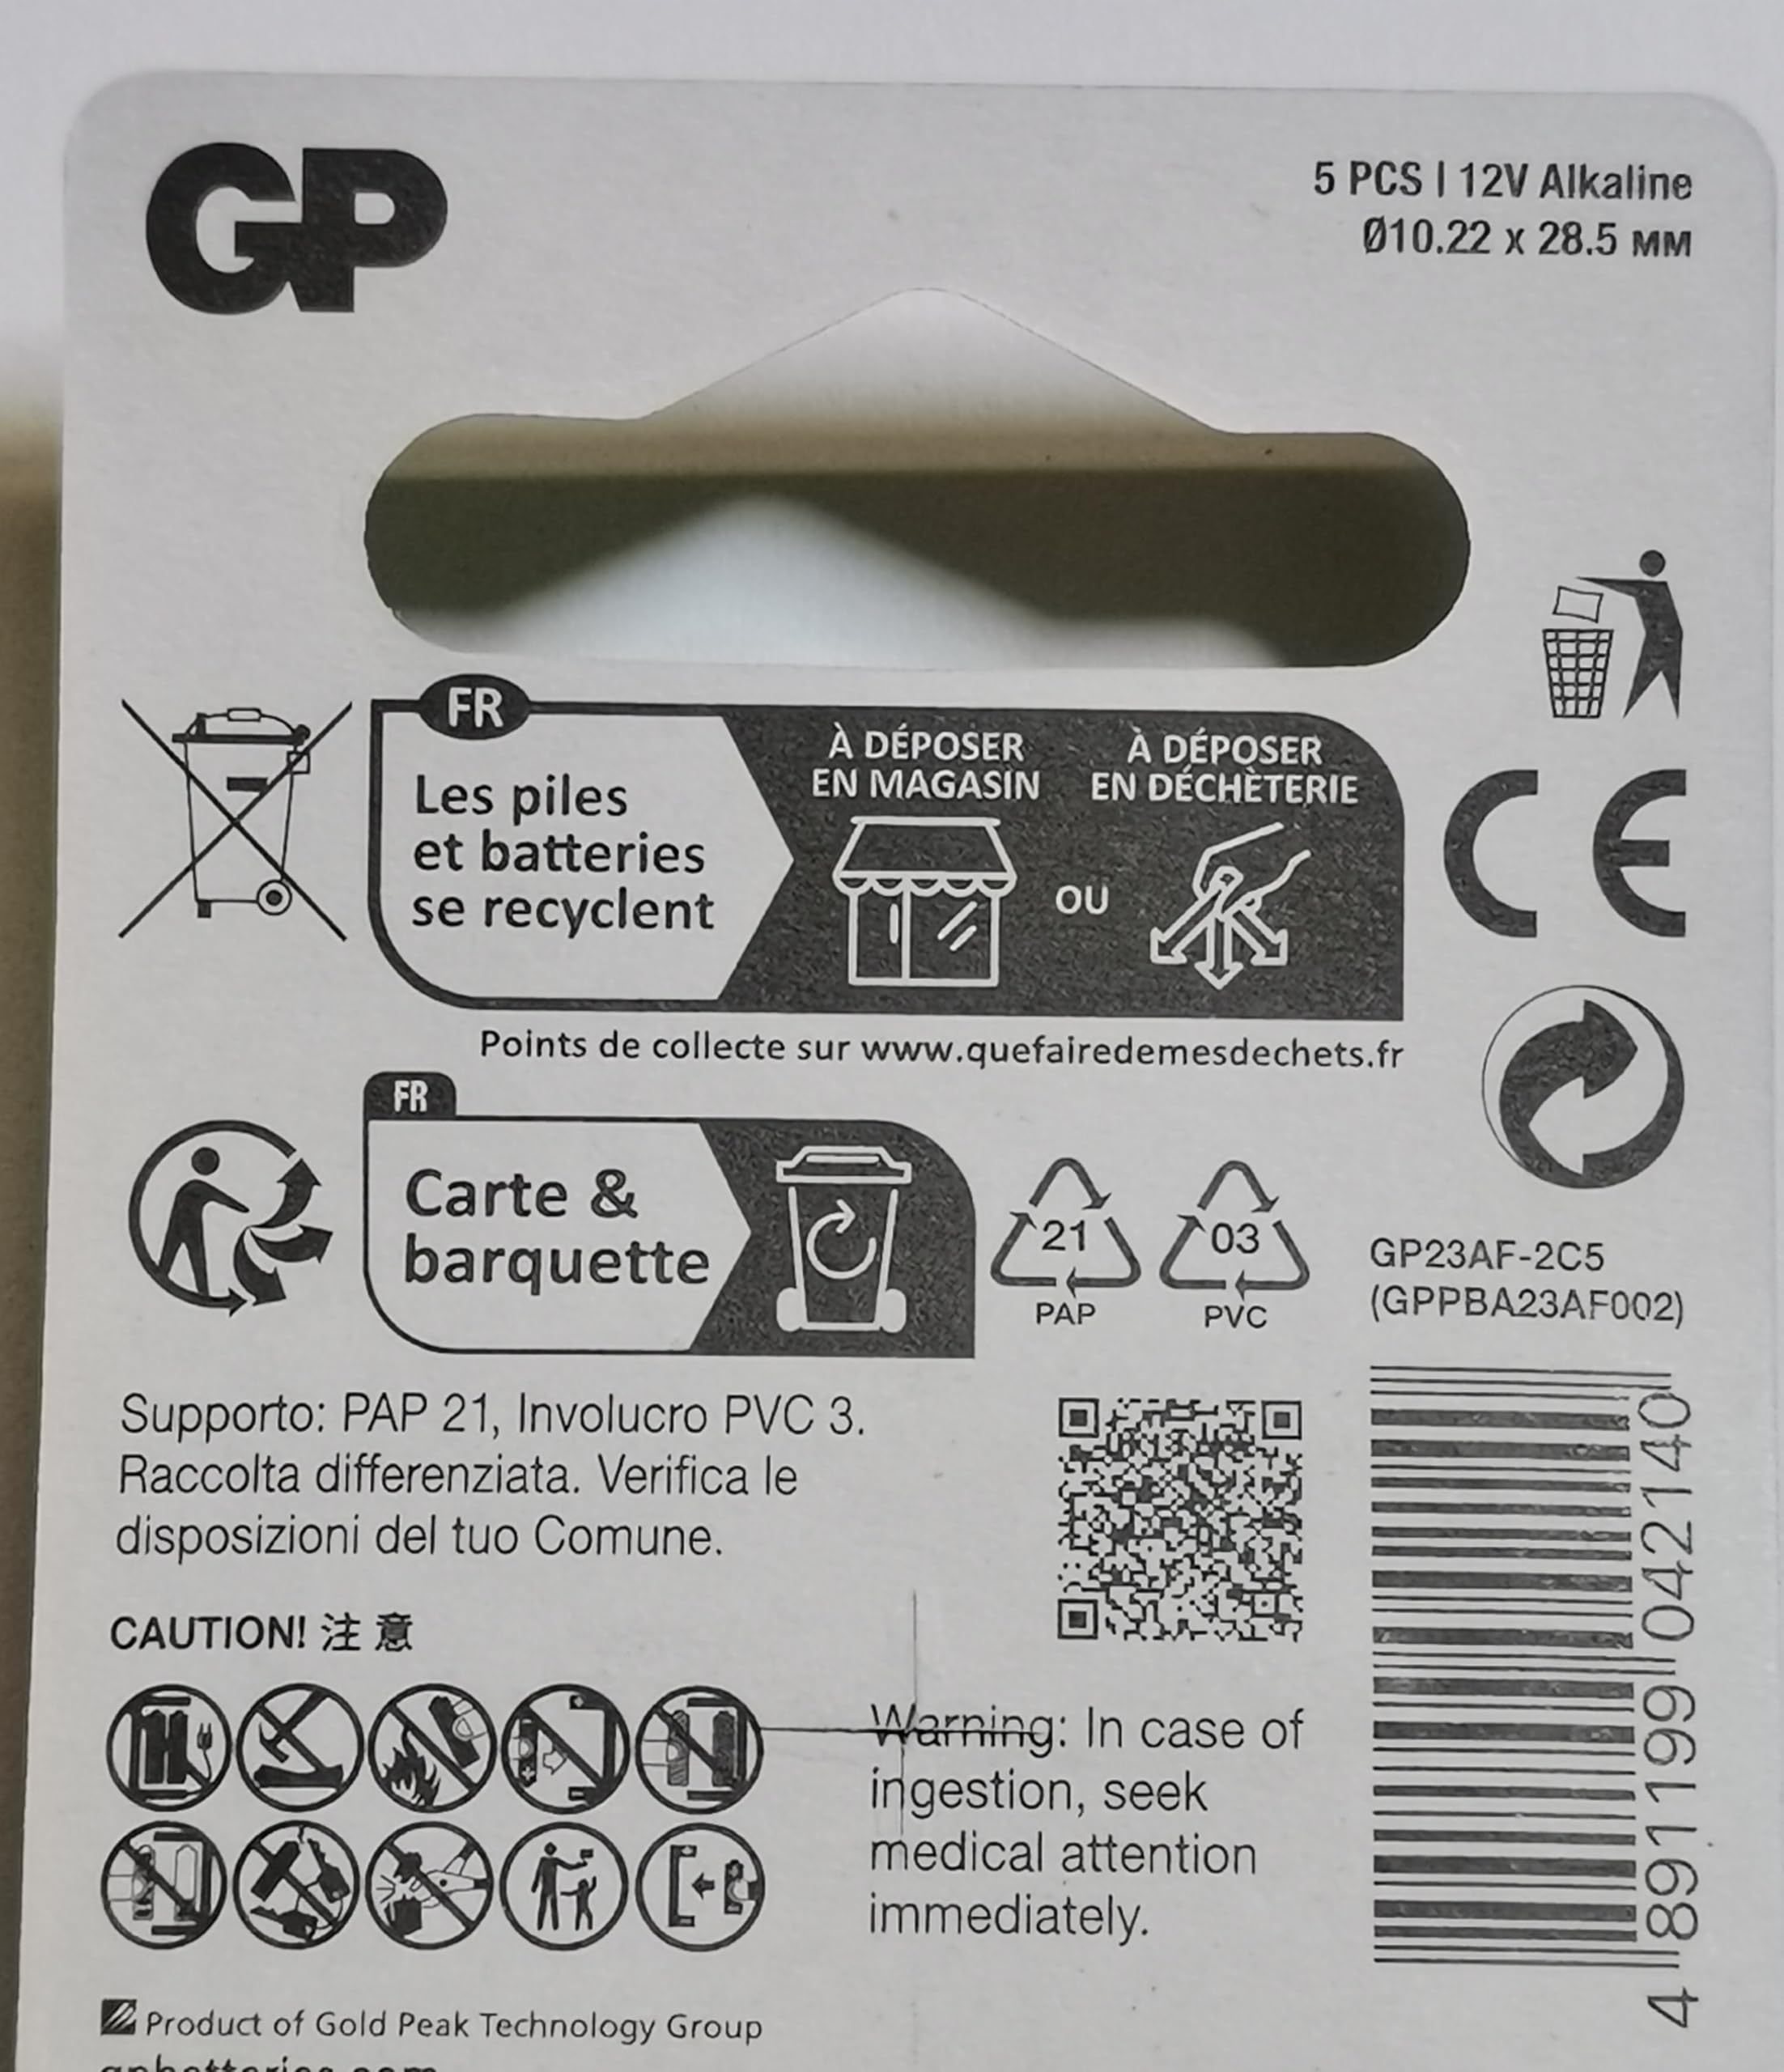 GP
5 PCS | 12V Alkaline
Ø10.22 x 28.5 MM
FR
Les piles
et batteries
se recyclent
À DÉPOSER
EN MAGASIN
OU
À DÉPOSER
EN DÉCHÈTERIE
CE
Points de collecte sur www.quefairedemesdechets.fr
FR
Carte &
barquette
21
PAP
03
PVC
GP23AF-2C5
(GPPBA23AF002)
Supporto: PAP 21, Involucro PVC 3.
Raccolta differenziata. Verifica le
disposizioni del tuo Comune.
CAUTION! 注意
Warning: In case of
ingestion, seek
medical attention
immediately.
4 891199 042140
Product of Gold Peak Technology Group